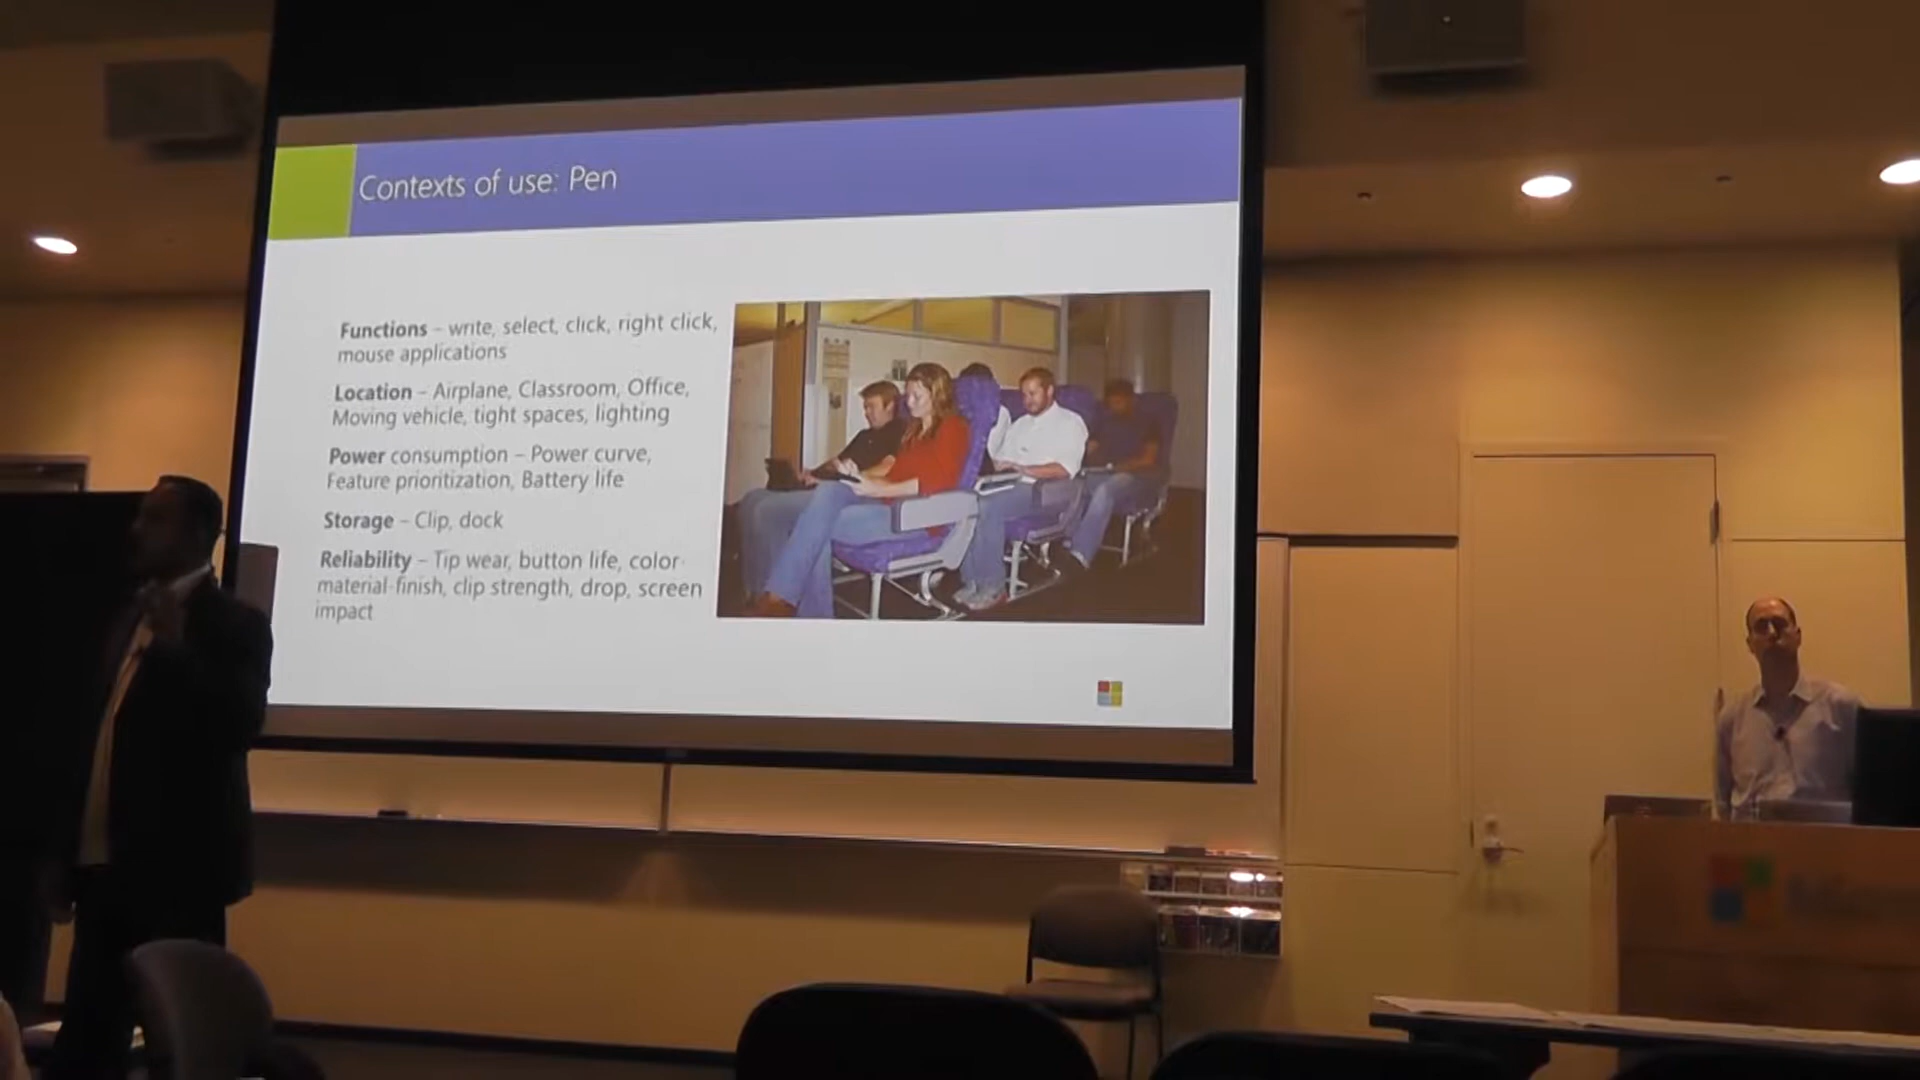 Contexts of use: Pen
Functions – write, select, click, right click,
mouse applications
Location – Airplane, Classroom, Office,
Moving vehicle, tight spaces, lighting
Power consumption – Power curve,
Feature prioritization, Battery life
Storage – Clip, dock
Reliability – Tip wear, button life, color-
material-finish, clip strength, drop, screen
impact